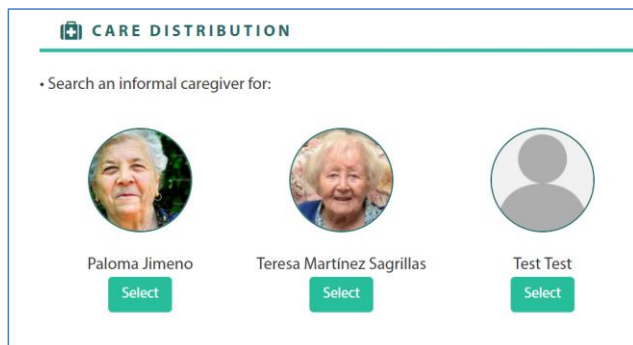 CARE DISTRIBUTION
• Search an informal caregiver for:
Paloma Jimeno
Teresa Martínez Sagrillas
Test Test
Select
Select
Select